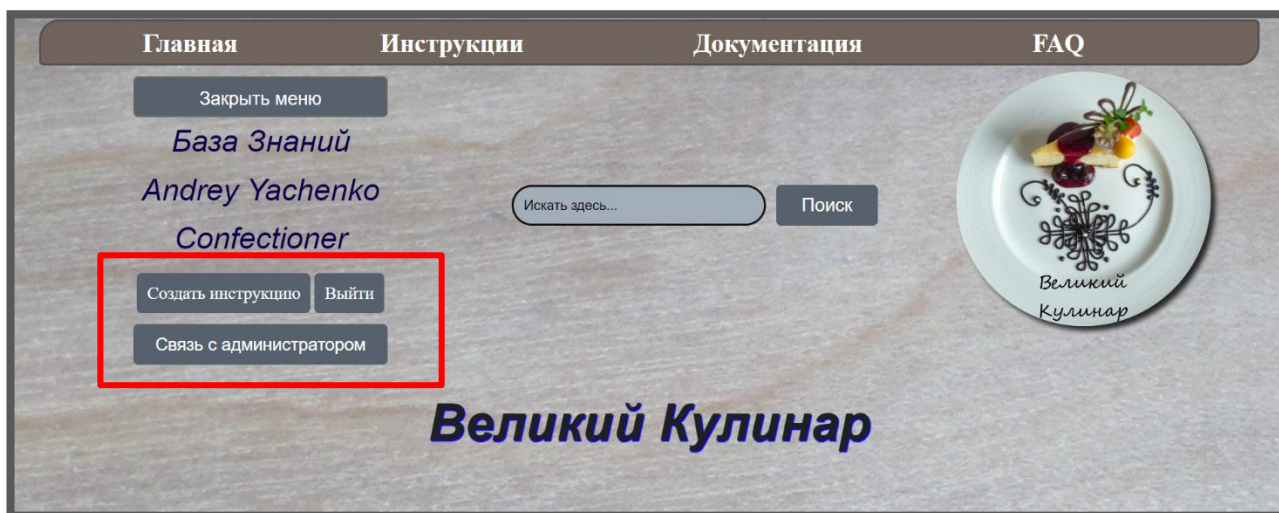 Главная Инструкции Документация FAQ
Закрыть меню
База Знаний
Andrey Yachenko
Confectioner
Искать здесь... Поиск
Создать инструкцию Выйти
Связь с администратором
Великий
Кулинар
Великий Кулинар